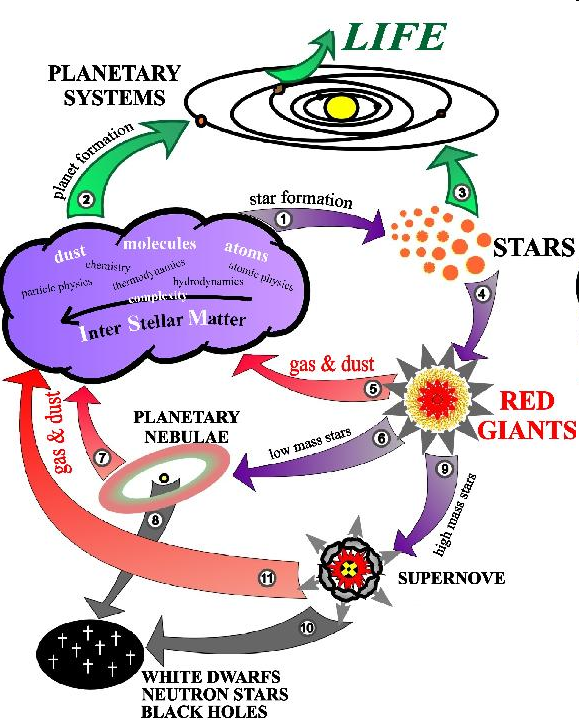 LIFE
PLANETARY
SYSTEMS
planet formation
2
star formation
1
3
dust molecules atoms
chemistry
particle physics thermodynamics atomic physics
hydrodynamics
complexity
Inter Stellar Matter
STARS
4
gas & dust
5
RED
GIANTS
gas & dust
PLANETARY
NEBULAE
low mass stars
6
7
8
9
high mass stars
SUPERNOVE
11
10
WHITE DWARFS
NEUTRON STARS
BLACK HOLES